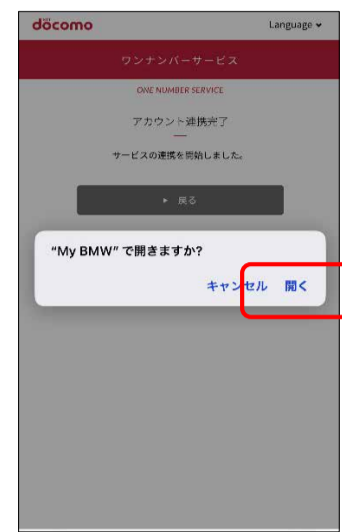 döcomo
Language
ワンナンバーサービス
ONE NUMBER SERVICE
アカウント連携完了
サービスの連携を開始しました。
戻る
“My BMW” で開きますか?
キャンセル 開く